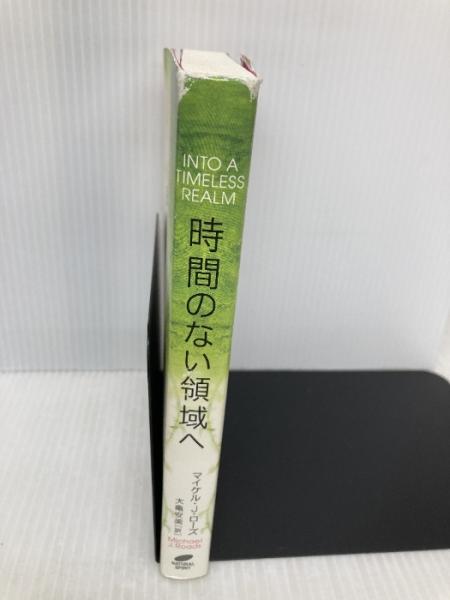 INTO A
TIMELESS
REALM
時間のない領域へ
マイケル・J・ローズ
大亀安美[訳]
Michael
J. Roads
NATURAL
SPIRIT